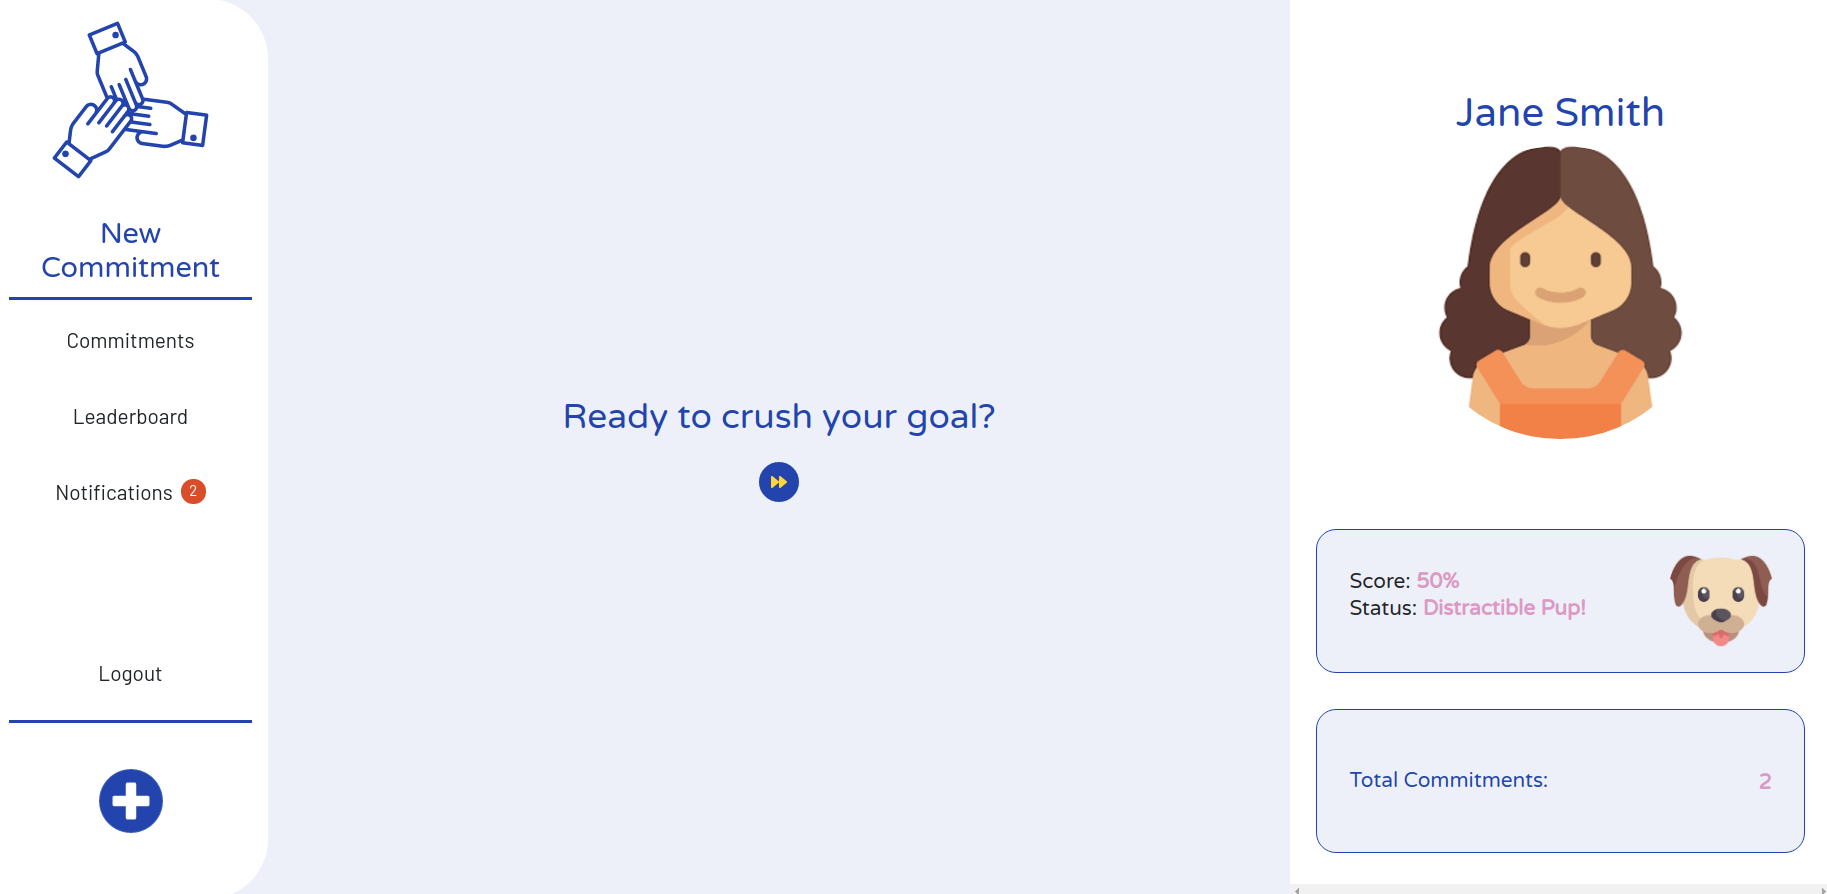 New
Commitment
Commitments
Leaderboard
Notifications 2
Logout
Ready to crush your goal?
Jane Smith
Score: 50%
Status: Distractible Pup!
Total Commitments: 2